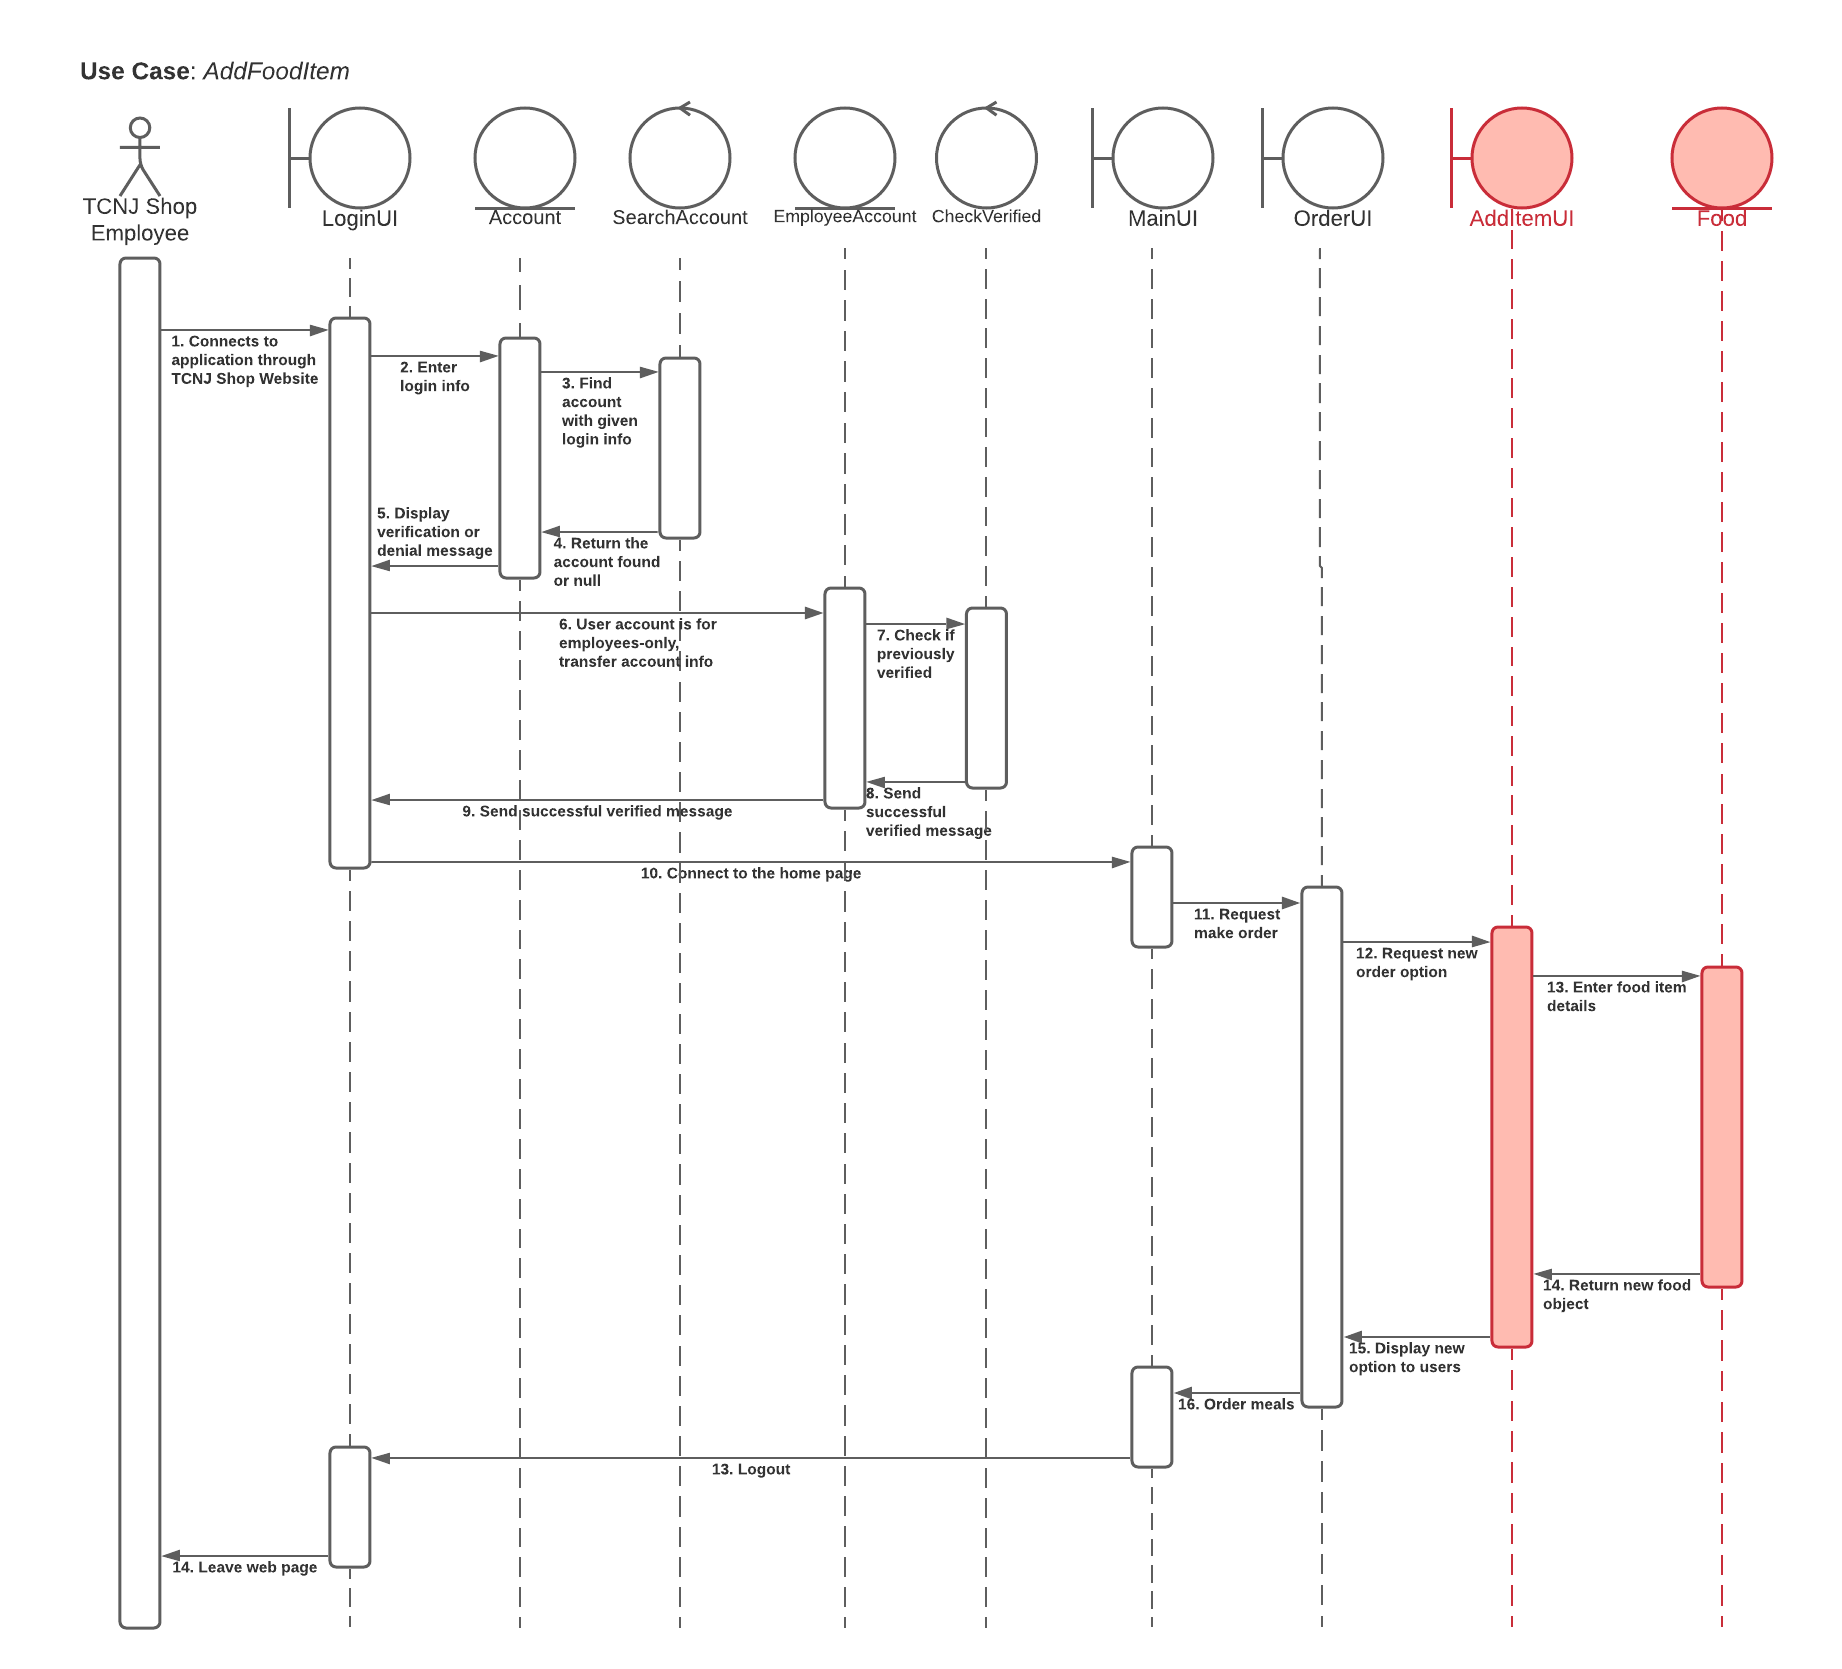 Use Case: AddFoodItem
TCNJ Shop
Employee
LoginUI
Account
SearchAccount
EmployeeAccount
CheckVerified
MainUI
OrderUI
AddItemUI
Food
1. Connects to
application through
TCNJ Shop Website
2. Enter
login info
3. Find
account
with given
login info
4. Return the
account found
or null
5. Display
verification or
denial message
6. User account is for
employees-only,
transfer account info
7. Check if
previously
verified
8. Send
successful
verified message
9. Send successful verified message
10. Connect to the home page
11. Request
make order
12. Request new
order option
13. Enter food item
details
14. Return new food
object
15. Display new
option to users
16. Order meals
13. Logout
14. Leave web page